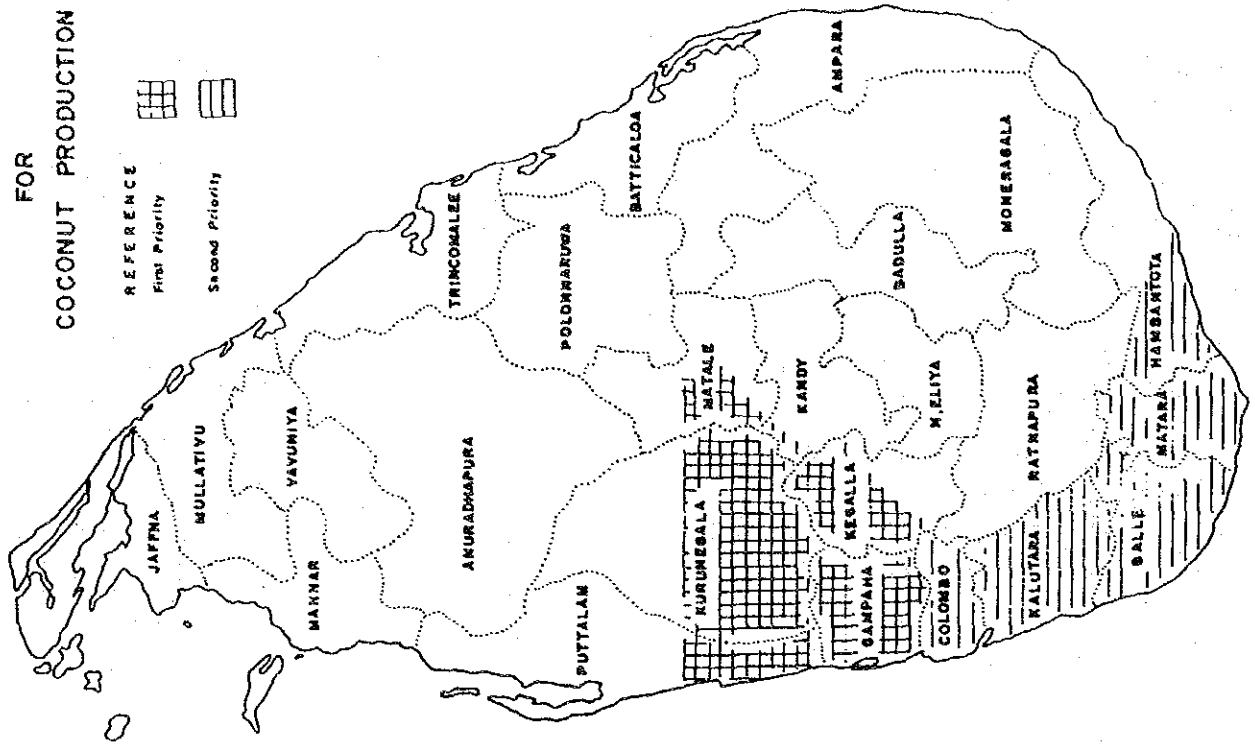 FOR
COCONUT PRODUCTION
REFERENCE
First Priority
Second Priority
JAFFNA
MULLATIVU
VAVUNIYA
MANNAR
ANURADHAPURA
TRINCOMALEE
POLONNARUWA
BATTICALOA
PUTTALAM
KURUNEGALA
MATALE
KANDY
AMPARA
BADULLA
MONERAGALA
KEGALLA
GAMPAHA
N,ELIYA
COLOMBO
RATNAPURA
KALUTARA
GALLE
MATARA
HAMBANTOTA